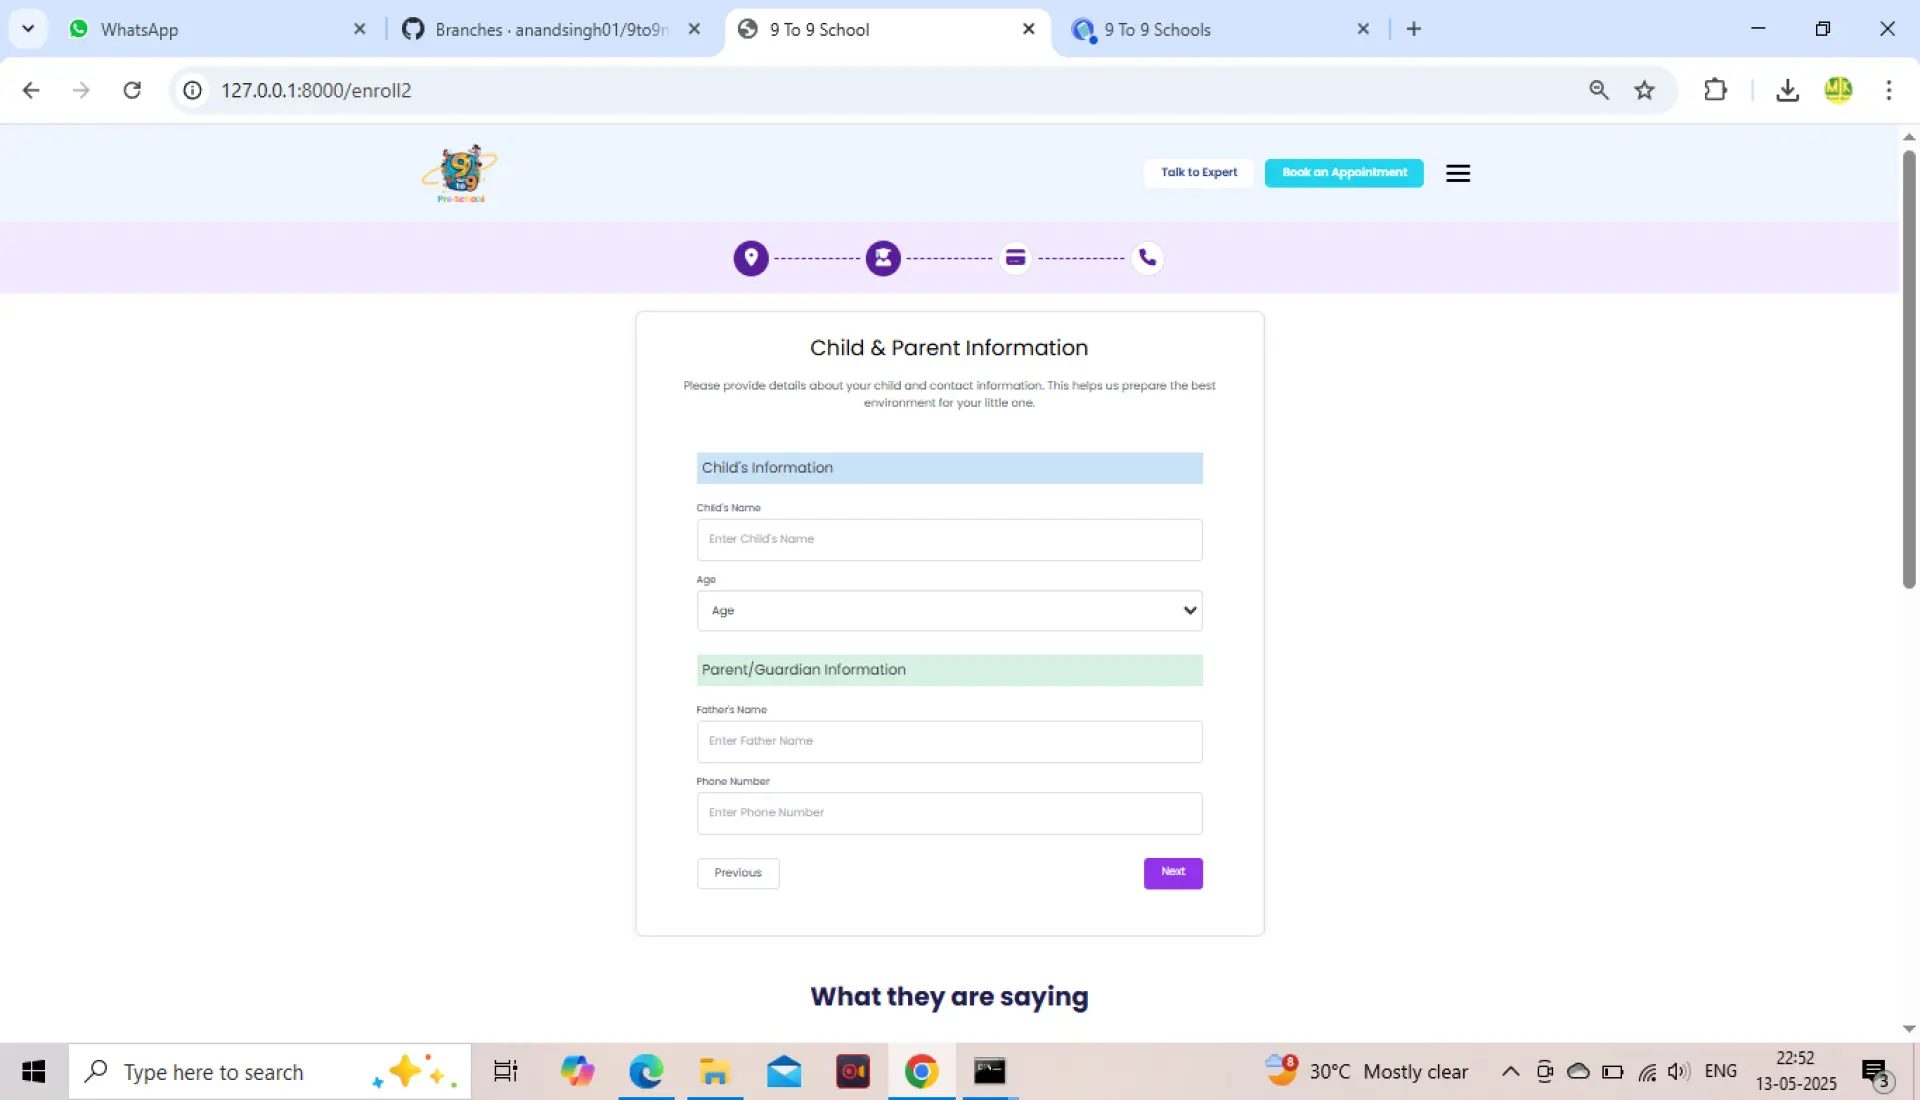 WhatsApp
Branches · anandsingh01/9to9
9 To 9 School
9 To 9 Schools
127.0.0.1:8000/enroll2
9
to
9
Pre-School
Talk to Expert
Book an Appointment
Child & Parent Information
Please provide details about your child and contact information. This helps us prepare the best
environment for your little one.
Child's Information
Child's Name
Enter Child's Name
Age
Age
Parent/Guardian Information
Father's Name
Enter Father Name
Phone Number
Enter Phone Number
Previous
Next
What they are saying
Type here to search
8
30°C Mostly clear
ENG
22:52
13-05-2025
3